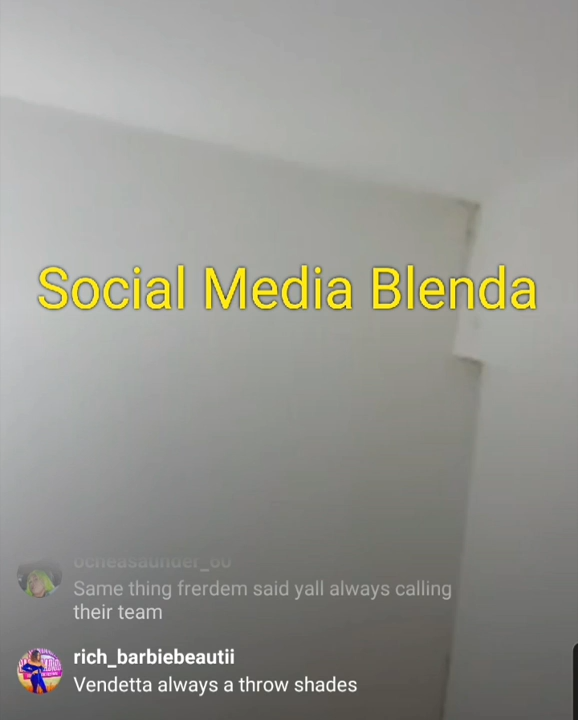 Social Media Blenda
Same thing frerdem said yall always calling
their team
rich_barbiebeautii
Vendetta always a throw shades